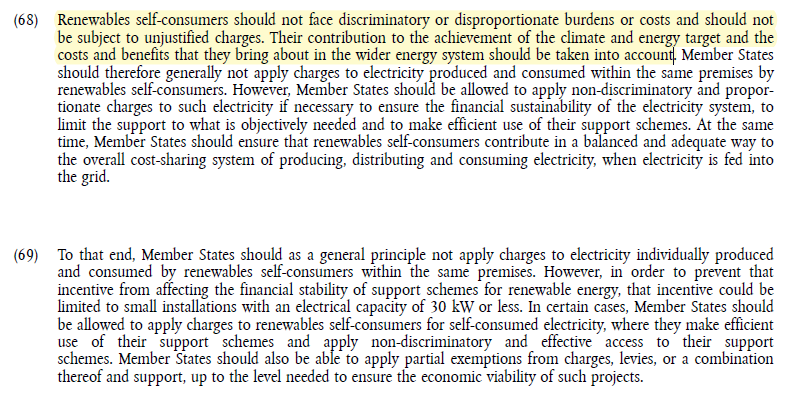 (68) Renewables self-consumers should not face discriminatory or disproportionate burdens or costs and should not
be subject to unjustified charges. Their contribution to the achievement of the climate and energy target and the
costs and benefits that they bring about in the wider energy system should be taken into account. Member States
should therefore generally not apply charges to electricity produced and consumed within the same premises by
renewables self-consumers. However, Member States should be allowed to apply non-discriminatory and propor-
tionate charges to such electricity if necessary to ensure the financial sustainability of the electricity system, to
limit the support to what is objectively needed and to make efficient use of their support schemes. At the same
time, Member States should ensure that renewables self-consumers contribute in a balanced and adequate way to
the overall cost-sharing system of producing, distributing and consuming electricity, when electricity is fed into
the grid.
(69) To that end, Member States should as a general principle not apply charges to electricity individually produced
and consumed by renewables self-consumers within the same premises. However, in order to prevent that
incentive from affecting the financial stability of support schemes for renewable energy, that incentive could be
limited to small installations with an electrical capacity of 30 kW or less. In certain cases, Member States should
be allowed to apply charges to renewables self-consumers for self-consumed electricity, where they make efficient
use of their support schemes and apply non-discriminatory and effective access to their support
schemes. Member States should also be able to apply partial exemptions from charges, levies, or a combination
thereof and support, up to the level needed to ensure the economic viability of such projects.